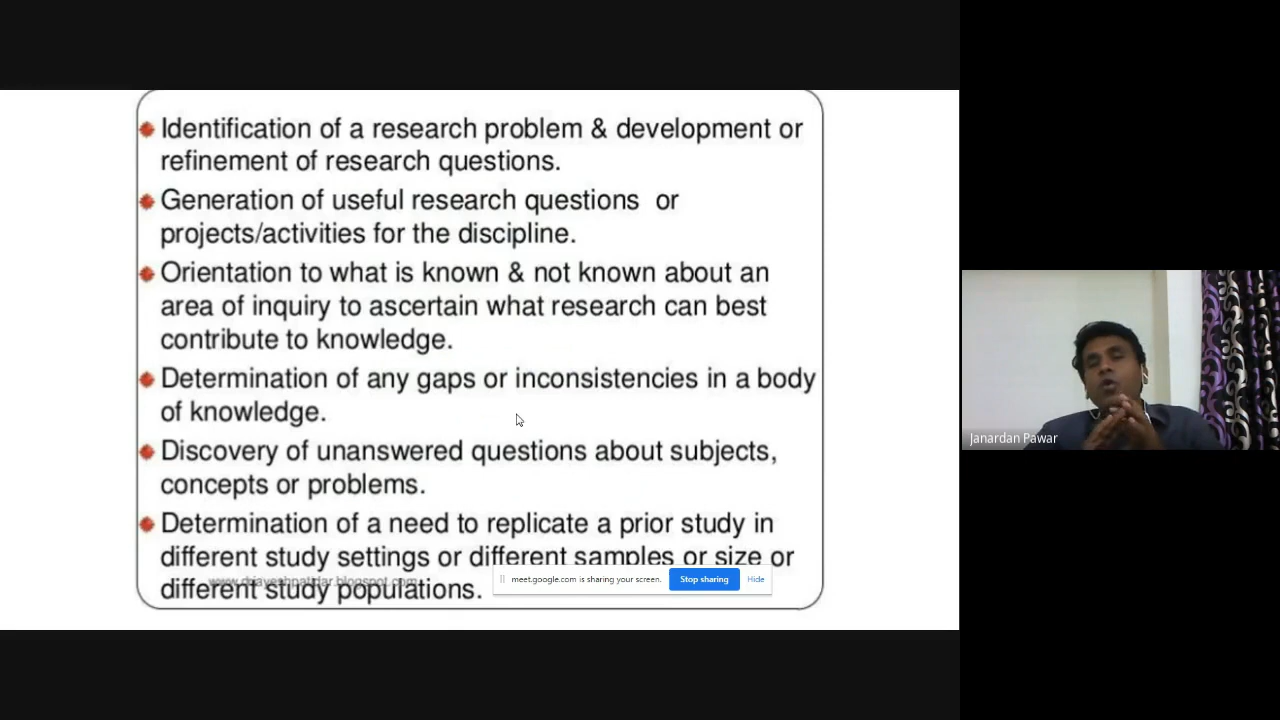 Identification of a research problem & development or
refinement of research questions.
Generation of useful research questions or
projects/activities for the discipline.
Orientation to what is known & not known about an
area of inquiry to ascertain what research can best
contribute to knowledge.
Determination of any gaps or inconsistencies in a body
of knowledge.
Discovery of unanswered questions about subjects,
concepts or problems.
Determination of a need to replicate a prior study in
different study settings or different samples or size or
different study populations.
www.drjayeshpatidar.blogspot.com
meet.google.com is sharing your screen. Stop sharing Hide
Janardan Pawar